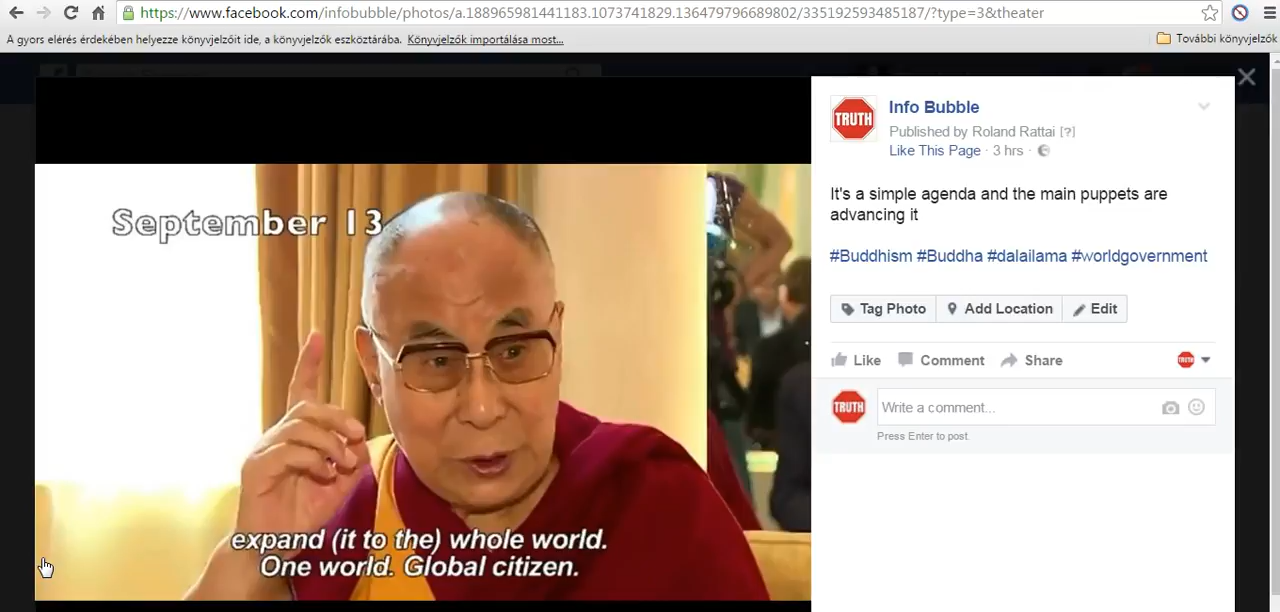 https://www.facebook.com/infobubble/photos/a.188965981441183.1073741829.136479796689802/335192593485187/?type=3&theater
A gyors elérés érdekében helyezze könyvjelzőit ide, a könyvjelzők eszköztárába. Könyvjelzők importálása most... További könyvjelzők
September 13
expand (it to the) whole world.
One world. Global citizen.
TRUTH
Info Bubble
Published by Roland Rattai [?]
Like This Page · 3 hrs ·
It's a simple agenda and the main puppets are
advancing it
#Buddhism #Buddha #dalailama #worldgovernment
Tag Photo Add Location Edit
Like Comment Share TRUTH
TRUTH Write a comment...
Press Enter to post.